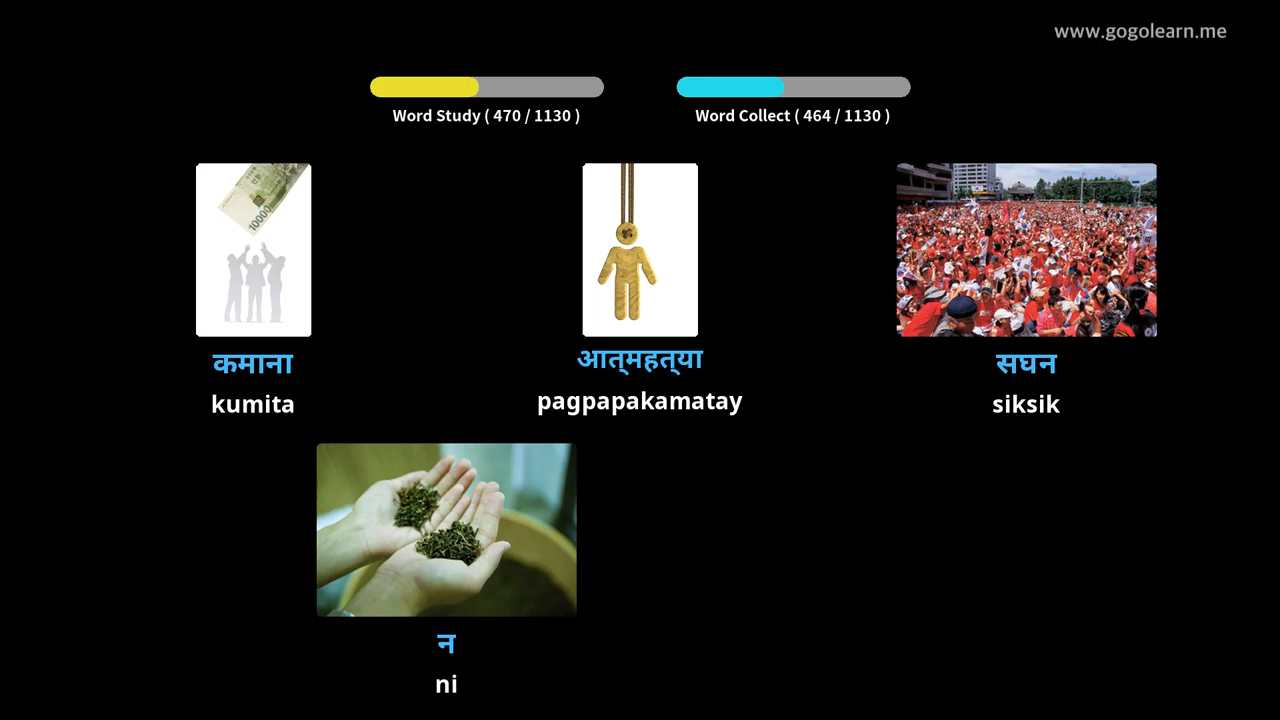 www.gogolearn.me
Word Study ( 470 / 1130 )
Word Collect ( 464 / 1130 )
10000
कमाना
kumita
आत्महत्या
pagpapakamatay
सघन
siksik
न
ni